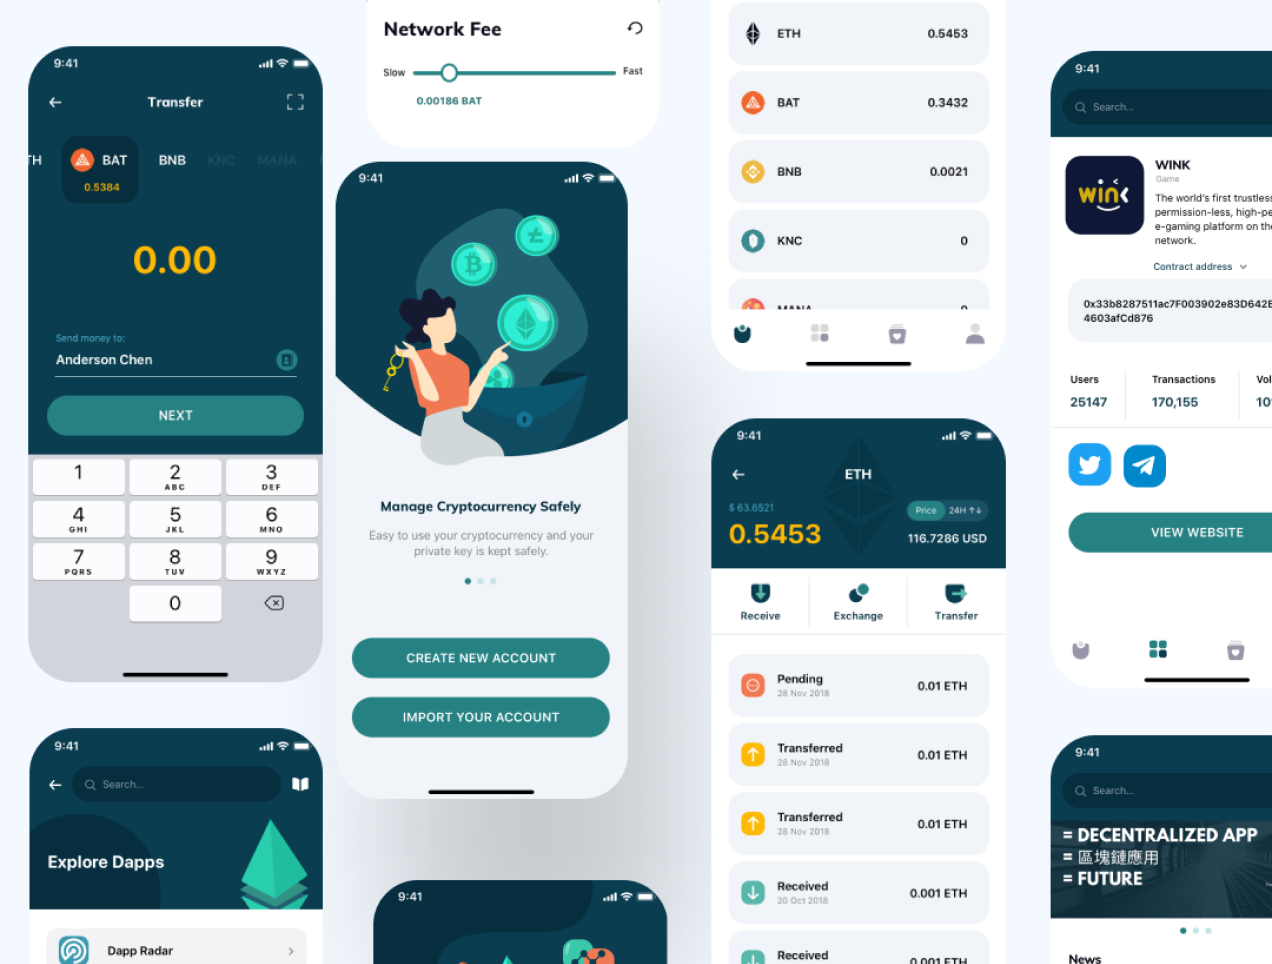 9:41
Transfer
TH
BAT
BNB
KNC
MANA
0.5384
0.00
Send money to:
Anderson Chen
NEXT
1
2
ABC
3
DEF
4
GHI
5
JKL
6
MNO
7
PQRS
8
TUV
9
WXYZ
0
9:41
Search...
Explore Dapps
Dapp Radar
Network Fee
Slow
Fast
0.00186 BAT
9:41
Manage Cryptocurrency Safely
Easy to use your cryptocurrency and your
private key is kept safely.
CREATE NEW ACCOUNT
IMPORT YOUR ACCOUNT
9:41
ETH 0.5453
BAT 0.3432
BNB 0.0021
KNC 0
MANA 0
9:41
ETH
$ 63.6521
0.5453
Price 24H
116.7286 USD
Receive
Exchange
Transfer
Pending
28 Nov 2018
0.01 ETH
Transferred
28 Nov 2018
0.01 ETH
Transferred
28 Nov 2018
0.01 ETH
Received
20 Oct 2018
0.001 ETH
Received
0.001 ETH
9:41
Search...
wink
WINK
Game
The world's first trustless
permission-less, high-pe
e-gaming platform on the
network.
Contract address
0x33b8287511ac7F003902e83D642E
4603afCd876
Users
25147
Transactions
170,155
Vol
10
VIEW WEBSITE
9:41
Search...
= DECENTRALIZED APP
= 區塊鏈應用
= FUTURE
News